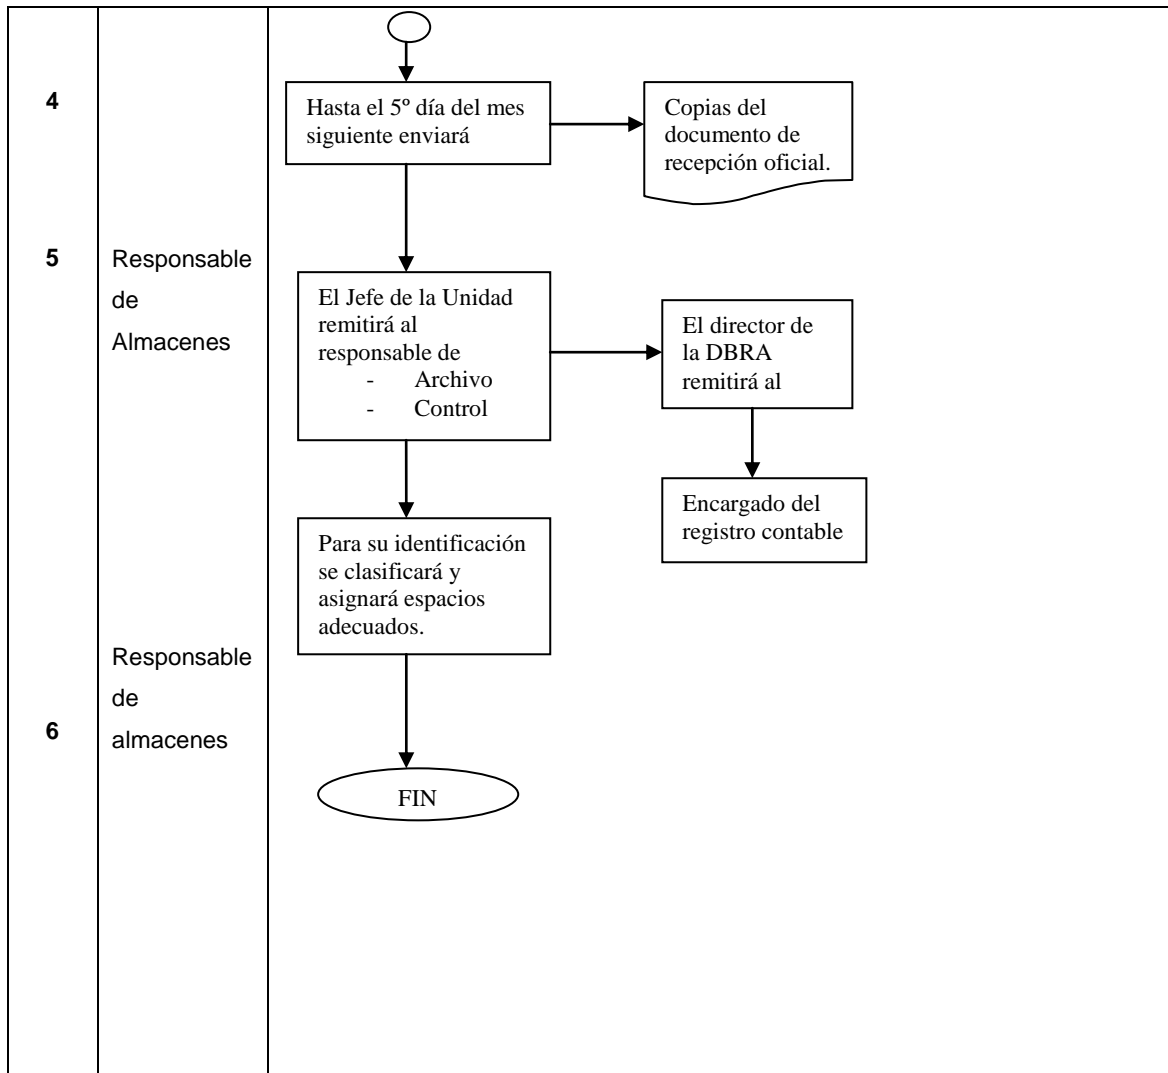 4
Hasta el 5º día del mes
siguiente enviará
Copias del
documento de
recepción oficial.
5
Responsable
de
Almacenes
El Jefe de la Unidad
remitirá al
responsable de
- Archivo
- Control
El director de
la DBRA
remitirá al
Encargado del
registro contable
Para su identificación
se clasificará y
asignará espacios
adecuados.
6
Responsable
de
almacenes
FIN